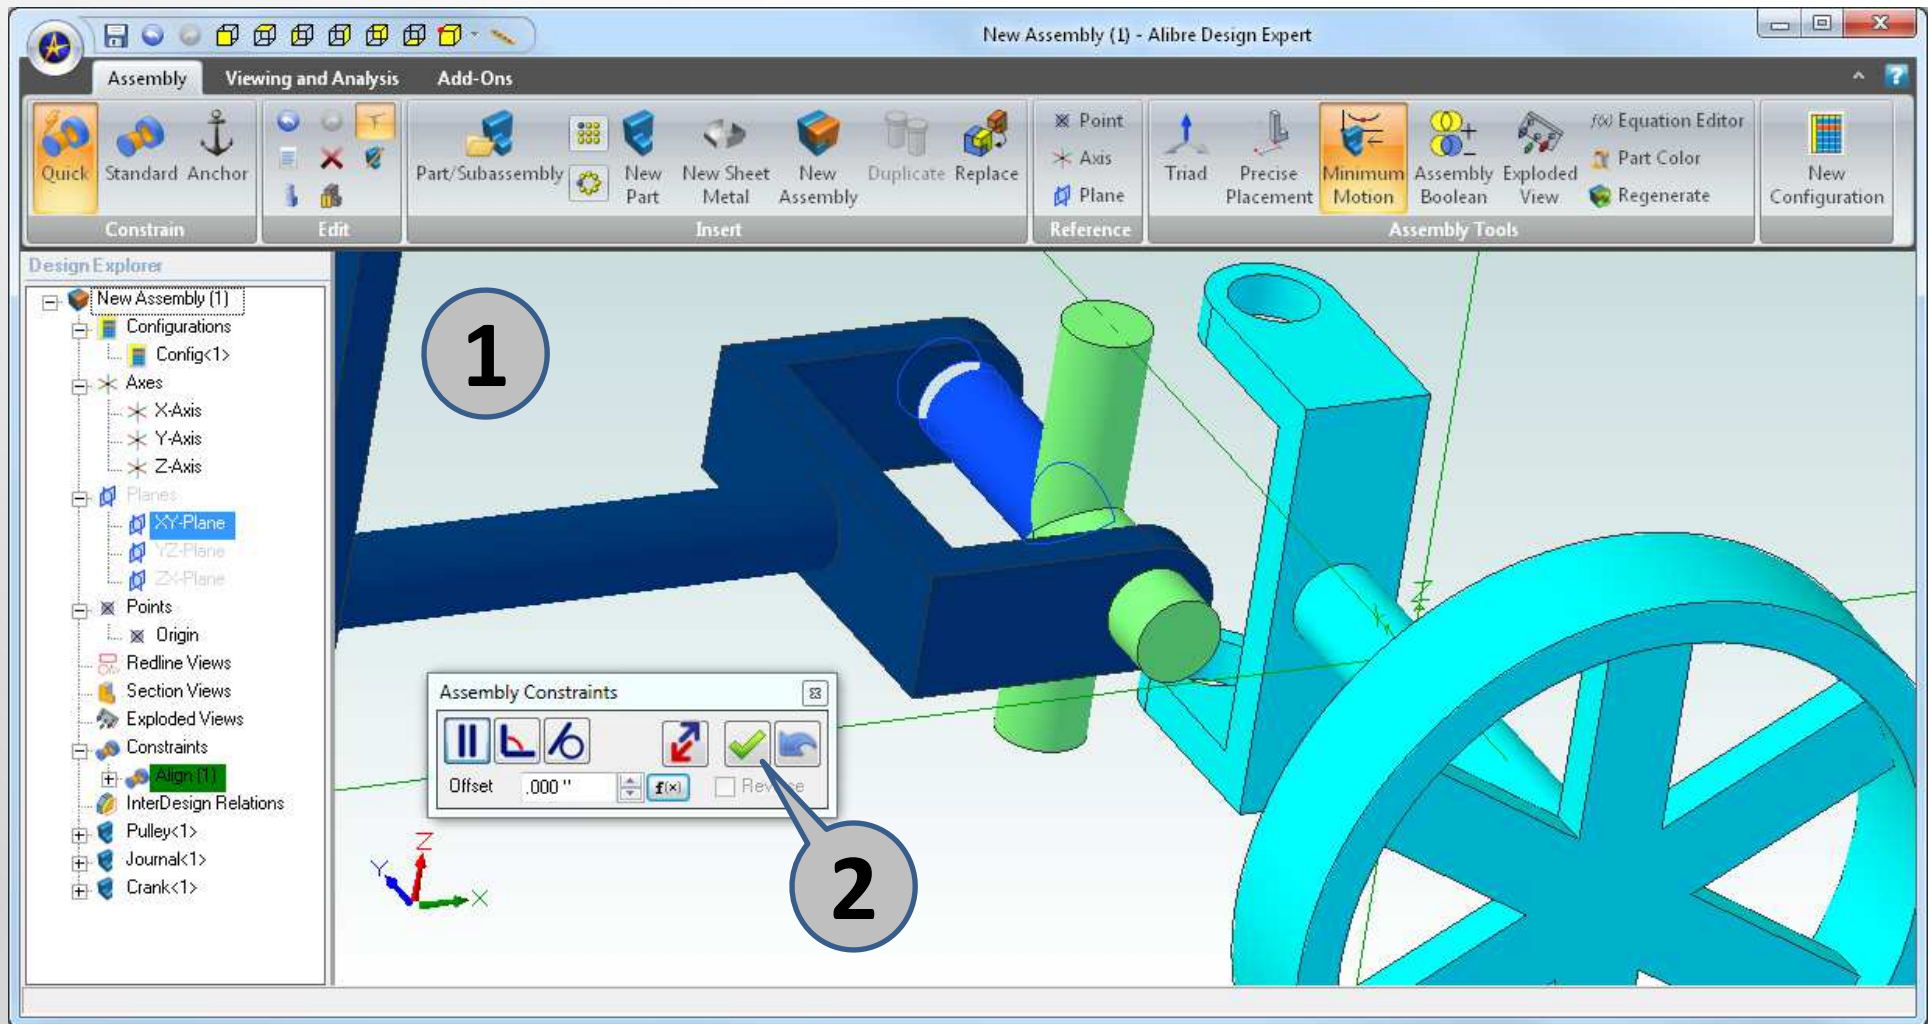 New Assembly (1) - Alibre Design Expert
Assembly Viewing and Analysis Add-Ons
Quick
Standard
Anchor
Constrain
Edit
Part/Subassembly
New
Part
New Sheet
Metal
New
Assembly
Duplicate
Replace
Insert
Point
Axis
Plane
Reference
Triad
Precise
Placement
Minimum
Motion
Assembly
Boolean
Exploded
View
f(x) Equation Editor
Part Color
Regenerate
Assembly Tools
New
Configuration
Design Explorer
New Assembly (1)
Configurations
Config<1>
Axes
X-Axis
Y-Axis
Z-Axis
Planes
XY-Plane
YZ-Plane
ZX-Plane
Points
Origin
Redline Views
Section Views
Exploded Views
Constraints
Align (1)
InterDesign Relations
Pulley<1>
Journal<1>
Crank<1>
1
Assembly Constraints
Offset .000 " f(x)
2
Z
Y
X
Z